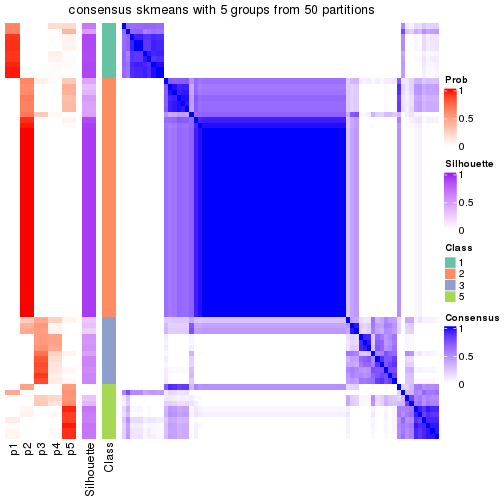 consensus skmeans with 5 groups from 50 partitions
Prob
1
0.5
0
Silhouette
1
0.5
0
Class
1
2
3
5
Consensus
1
0.5
0
p1
p2
p3
p4
p5
Silhouette
Class